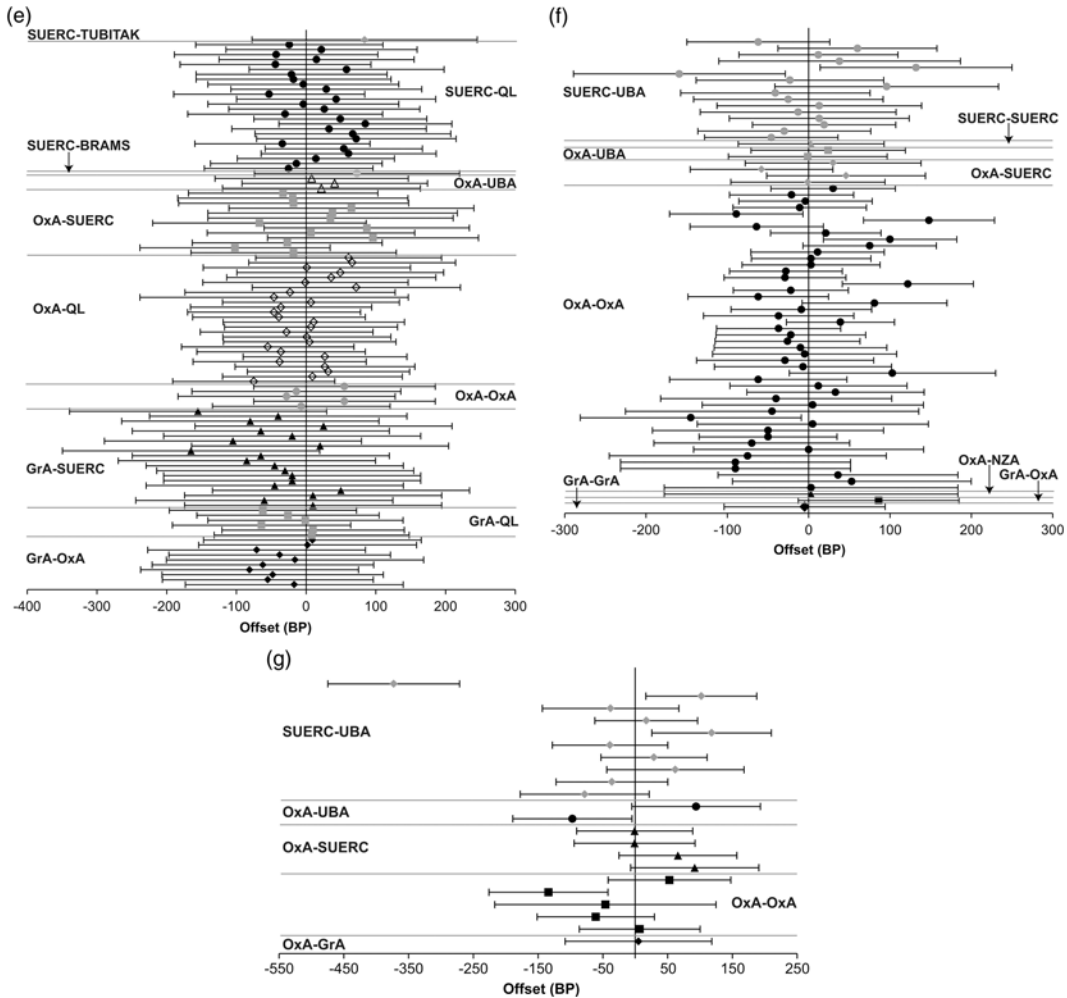 (e)
SUERC-TUBITAK
SUERC-QL
SUERC-BRAMS
OxA-UBA
OxA-SUERC
OxA-QL
OxA-OxA
GrA-SUERC
GrA-QL
GrA-OxA
-400 -300 -200 -100 0 100 200 300
Offset (BP)
(f)
SUERC-UBA
SUERC-SUERC
OxA-UBA
OxA-SUERC
OxA-OxA
OxA-NZA
GrA-GrA
GrA-OxA
-300 -200 -100 0 100 200 300
Offset (BP)
(g)
SUERC-UBA
OxA-UBA
OxA-SUERC
OxA-OxA
OxA-GrA
-550 -450 -350 -250 -150 -50 50 150 250
Offset (BP)